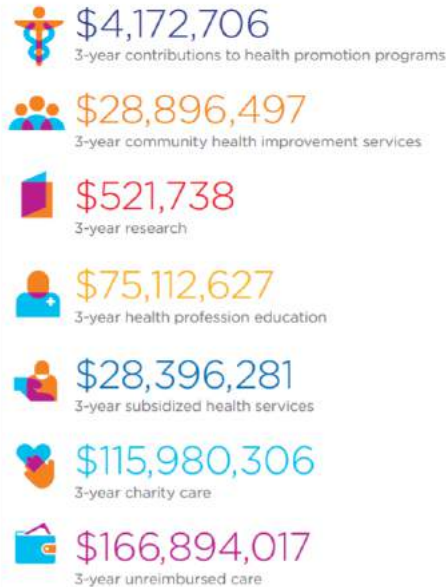 $4,172,706
3-year contributions to health promotion programs
$28,896,497
3-year community health improvement services
$521,738
3-year research
$75,112,627
3-year health profession education
$28,396,281
3-year subsidized health services
$115,980,306
3-year charity care
$166,894,017
3-year unreimbursed care